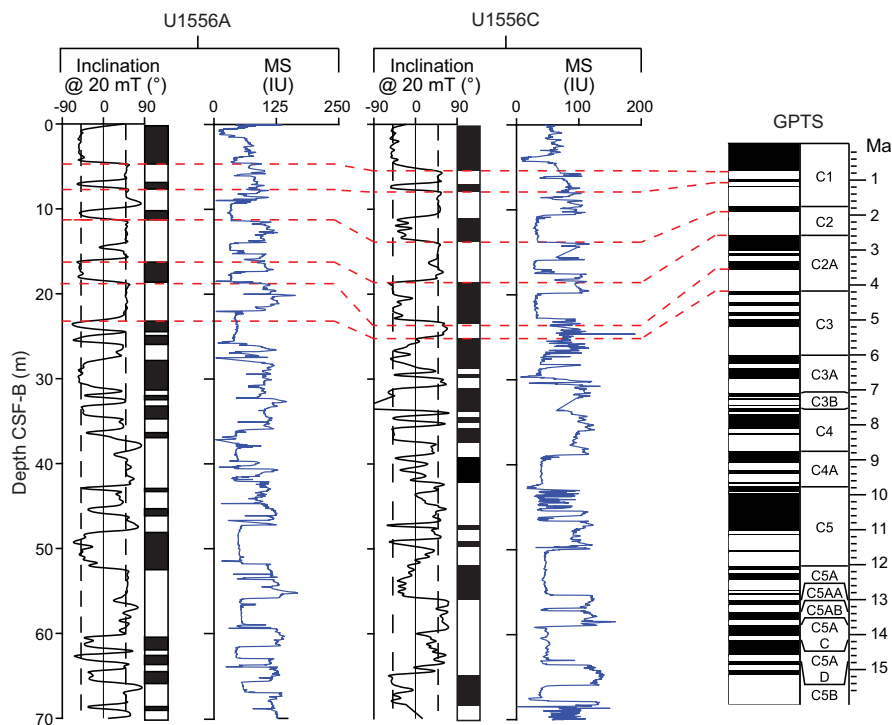 U1556A
U1556C
Inclination
@ 20 mT (°)
MS
(IU)
Inclination
@ 20 mT (°)
MS
(IU)
GPTS
-90 0 90
0 125 250
-90 0 90
0 100 200
Ma
Depth CSF-B (m)
0
10
20
30
40
50
60
70
C1
C2
C2A
C3
C3A
C3B
C4
C4A
C5
C5A
C5AA
C5AB
C5A
C
C5A
D
C5B
1
2
3
4
5
6
7
8
9
10
11
12
13
14
15